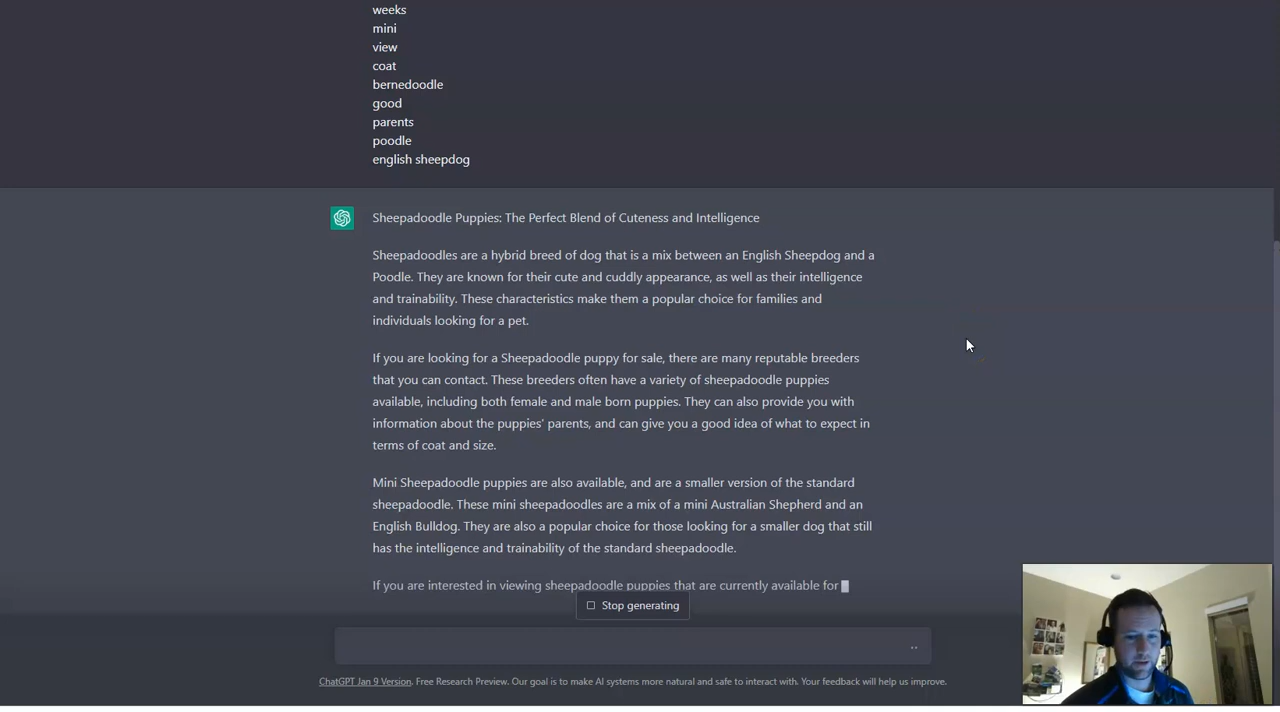 weeks
mini
view
coat
bernedoodle
good
parents
poodle
english sheepdog
Sheepadoodle Puppies: The Perfect Blend of Cuteness and Intelligence
Sheepadoodles are a hybrid breed of dog that is a mix between an English Sheepdog and a
Poodle. They are known for their cute and cuddly appearance, as well as their intelligence
and trainability. These characteristics make them a popular choice for families and
individuals looking for a pet.
If you are looking for a Sheepadoodle puppy for sale, there are many reputable breeders
that you can contact. These breeders often have a variety of sheepadoodle puppies
available, including both female and male born puppies. They can also provide you with
information about the puppies' parents, and can give you a good idea of what to expect in
terms of coat and size.
Mini Sheepadoodle puppies are also available, and are a smaller version of the standard
sheepadoodle. These mini sheepadoodles are a mix of a mini Australian Shepherd and an
English Bulldog. They are also a popular choice for those looking for a smaller dog that still
has the intelligence and trainability of the standard sheepadoodle.
If you are interested in viewing sheepadoodle puppies that are currently available for
Stop generating
ChatGPT Jan 9 Version. Free Research Preview. Our goal is to make AI systems more natural and safe to interact with. Your feedback will help us improve.